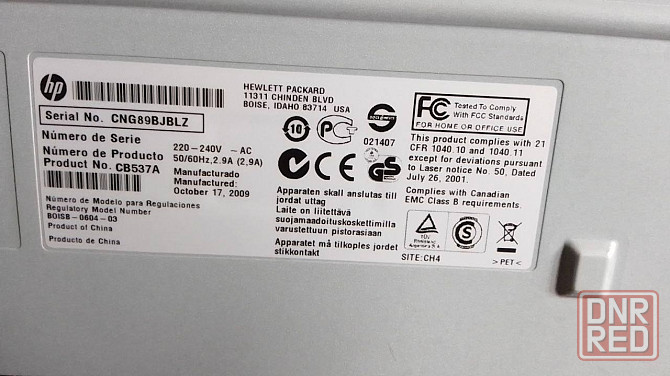 hp
HEWLETT PACKARD
11311 CHINDEN BLVD
BOISE, IDAHO 83714 USA
Serial No. CNG89BJBLZ
Número de Serie
Número de Producto
Product No. CB537A
220-240V - AC
50/60Hz, 2.9A (2,9A)
Manufacturado
Manufactured
October 17, 2009
Número de Modelo para Regulaciones
Regulatory Model Number
BOISB-0604-03
Product of China
Producto de China
10
021407
N
CE
GS
Apparaten skall anslutas till
jordat uttag
Laite on liitettävä
suojamaadoituskoskettimilla
varustettuun pistorasiaan
Apparatet må tilkoples jordet
stikkontakt
FC
Tested To Comply
With FCC Standards
FOR HOME OR OFFICE USE
This product complies with 21
CFR 1040.10 and 1040.11
except for deviations pursuant
to Laser notice No. 50, Dated
July 26, 2001.
Complies with Canadian
EMC Class B requirements.
TÜV
S
SITE:CH4
>PET<
DNR
RED